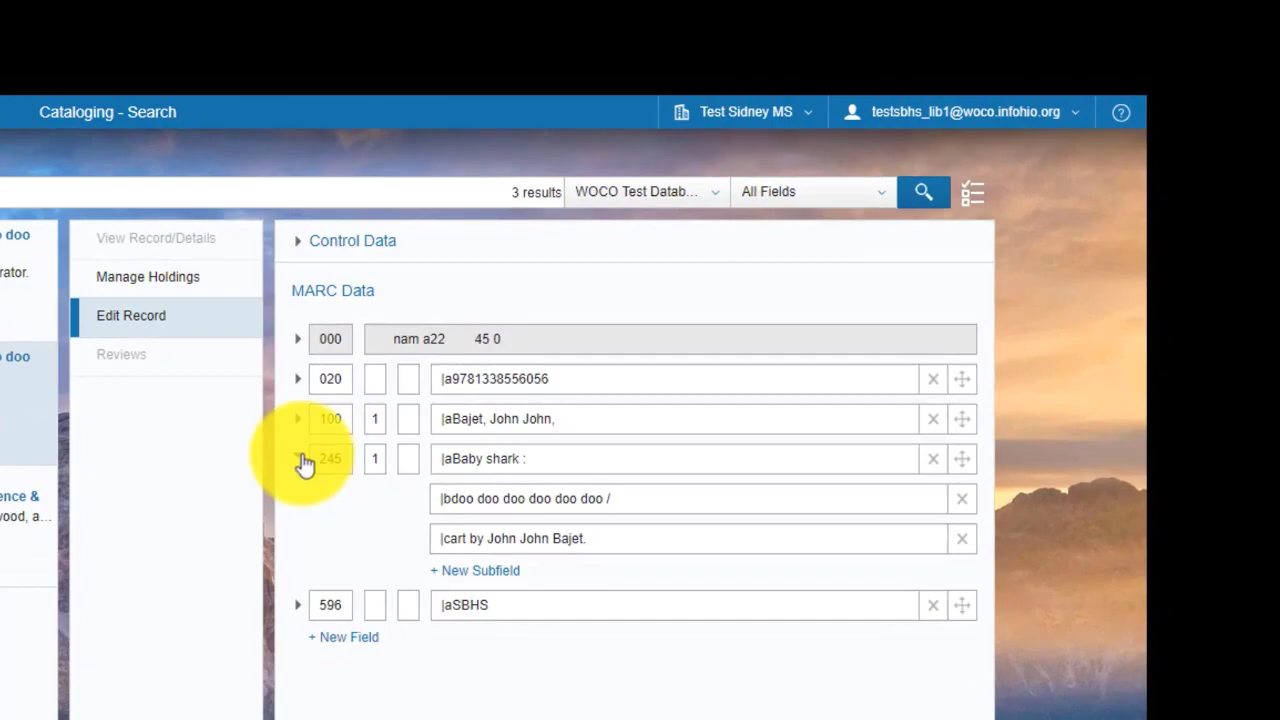 Cataloging - Search
Test Sidney MS
testsbhs_lib1@woco.infohio.org
3 results
WOCO Test Datab...
All Fields
o doo
rator.
o doo
ence &
ood, a...
View Record/Details
Manage Holdings
Edit Record
Reviews
Control Data
MARC Data
000 nam a22 45 0
020 |a9781338556056
100 1 |aBajet, John John,
245 1 |aBaby shark :
|bdoo doo doo doo doo doo /
|cart by John John Bajet.
+ New Subfield
596 |aSBHS
+ New Field